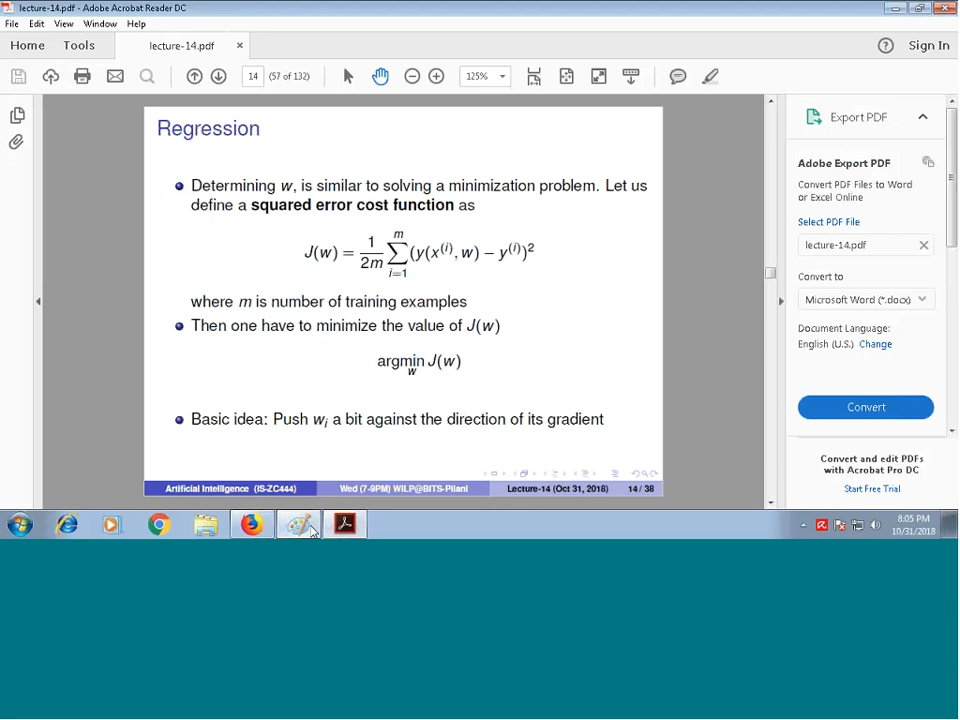 lecture-14.pdf - Adobe Acrobat Reader DC
File Edit View Window Help
Home Tools lecture-14.pdf × Sign In
14 (57 of 132) 125%
Regression
Determining w, is similar to solving a minimization problem. Let us
define a squared error cost function as
J(w) = 1/2m ∑_{i=1}^{m} (y(x^(i), w) − y^(i))²
where m is number of training examples
Then one have to minimize the value of J(w)
argmin J(w)
w
Basic idea: Push w_i a bit against the direction of its gradient
Artificial Intelligence (IS-ZC444) Wed (7-9PM) WILP@BITS-Pilani Lecture-14 (Oct 31, 2018) 14 / 38
Export PDF
Adobe Export PDF
Convert PDF Files to Word
or Excel Online
Select PDF File
lecture-14.pdf
Convert to
Microsoft Word (*.docx)
Document Language:
English (U.S.) Change
Convert
Convert and edit PDFs
with Acrobat Pro DC
Start Free Trial
8:05 PM
10/31/2018